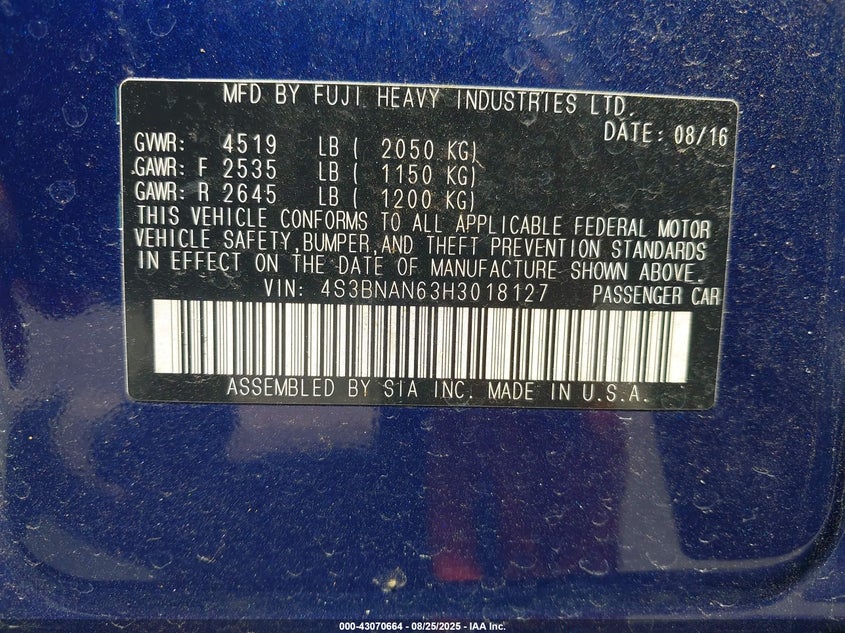 MFD BY FUJI HEAVY INDUSTRIES LTD.
DATE: 08/16
GVWR: 4519 LB ( 2050 KG)
GAWR: F 2535 LB ( 1150 KG)
GAWR: R 2645 LB ( 1200 KG)
THIS VEHICLE CONFORMS TO ALL APPLICABLE FEDERAL MOTOR
VEHICLE SAFETY,BUMPER,AND THEFT PREVENTION STANDARDS
IN EFFECT ON THE DATE OF MANUFACTURE SHOWN ABOVE.
VIN: 4S3BNAN63H3018127 PASSENGER CAR
ASSEMBLED BY SIA INC. MADE IN U.S.A.
000-43070664 - 08/25/2025 - IAA Inc.